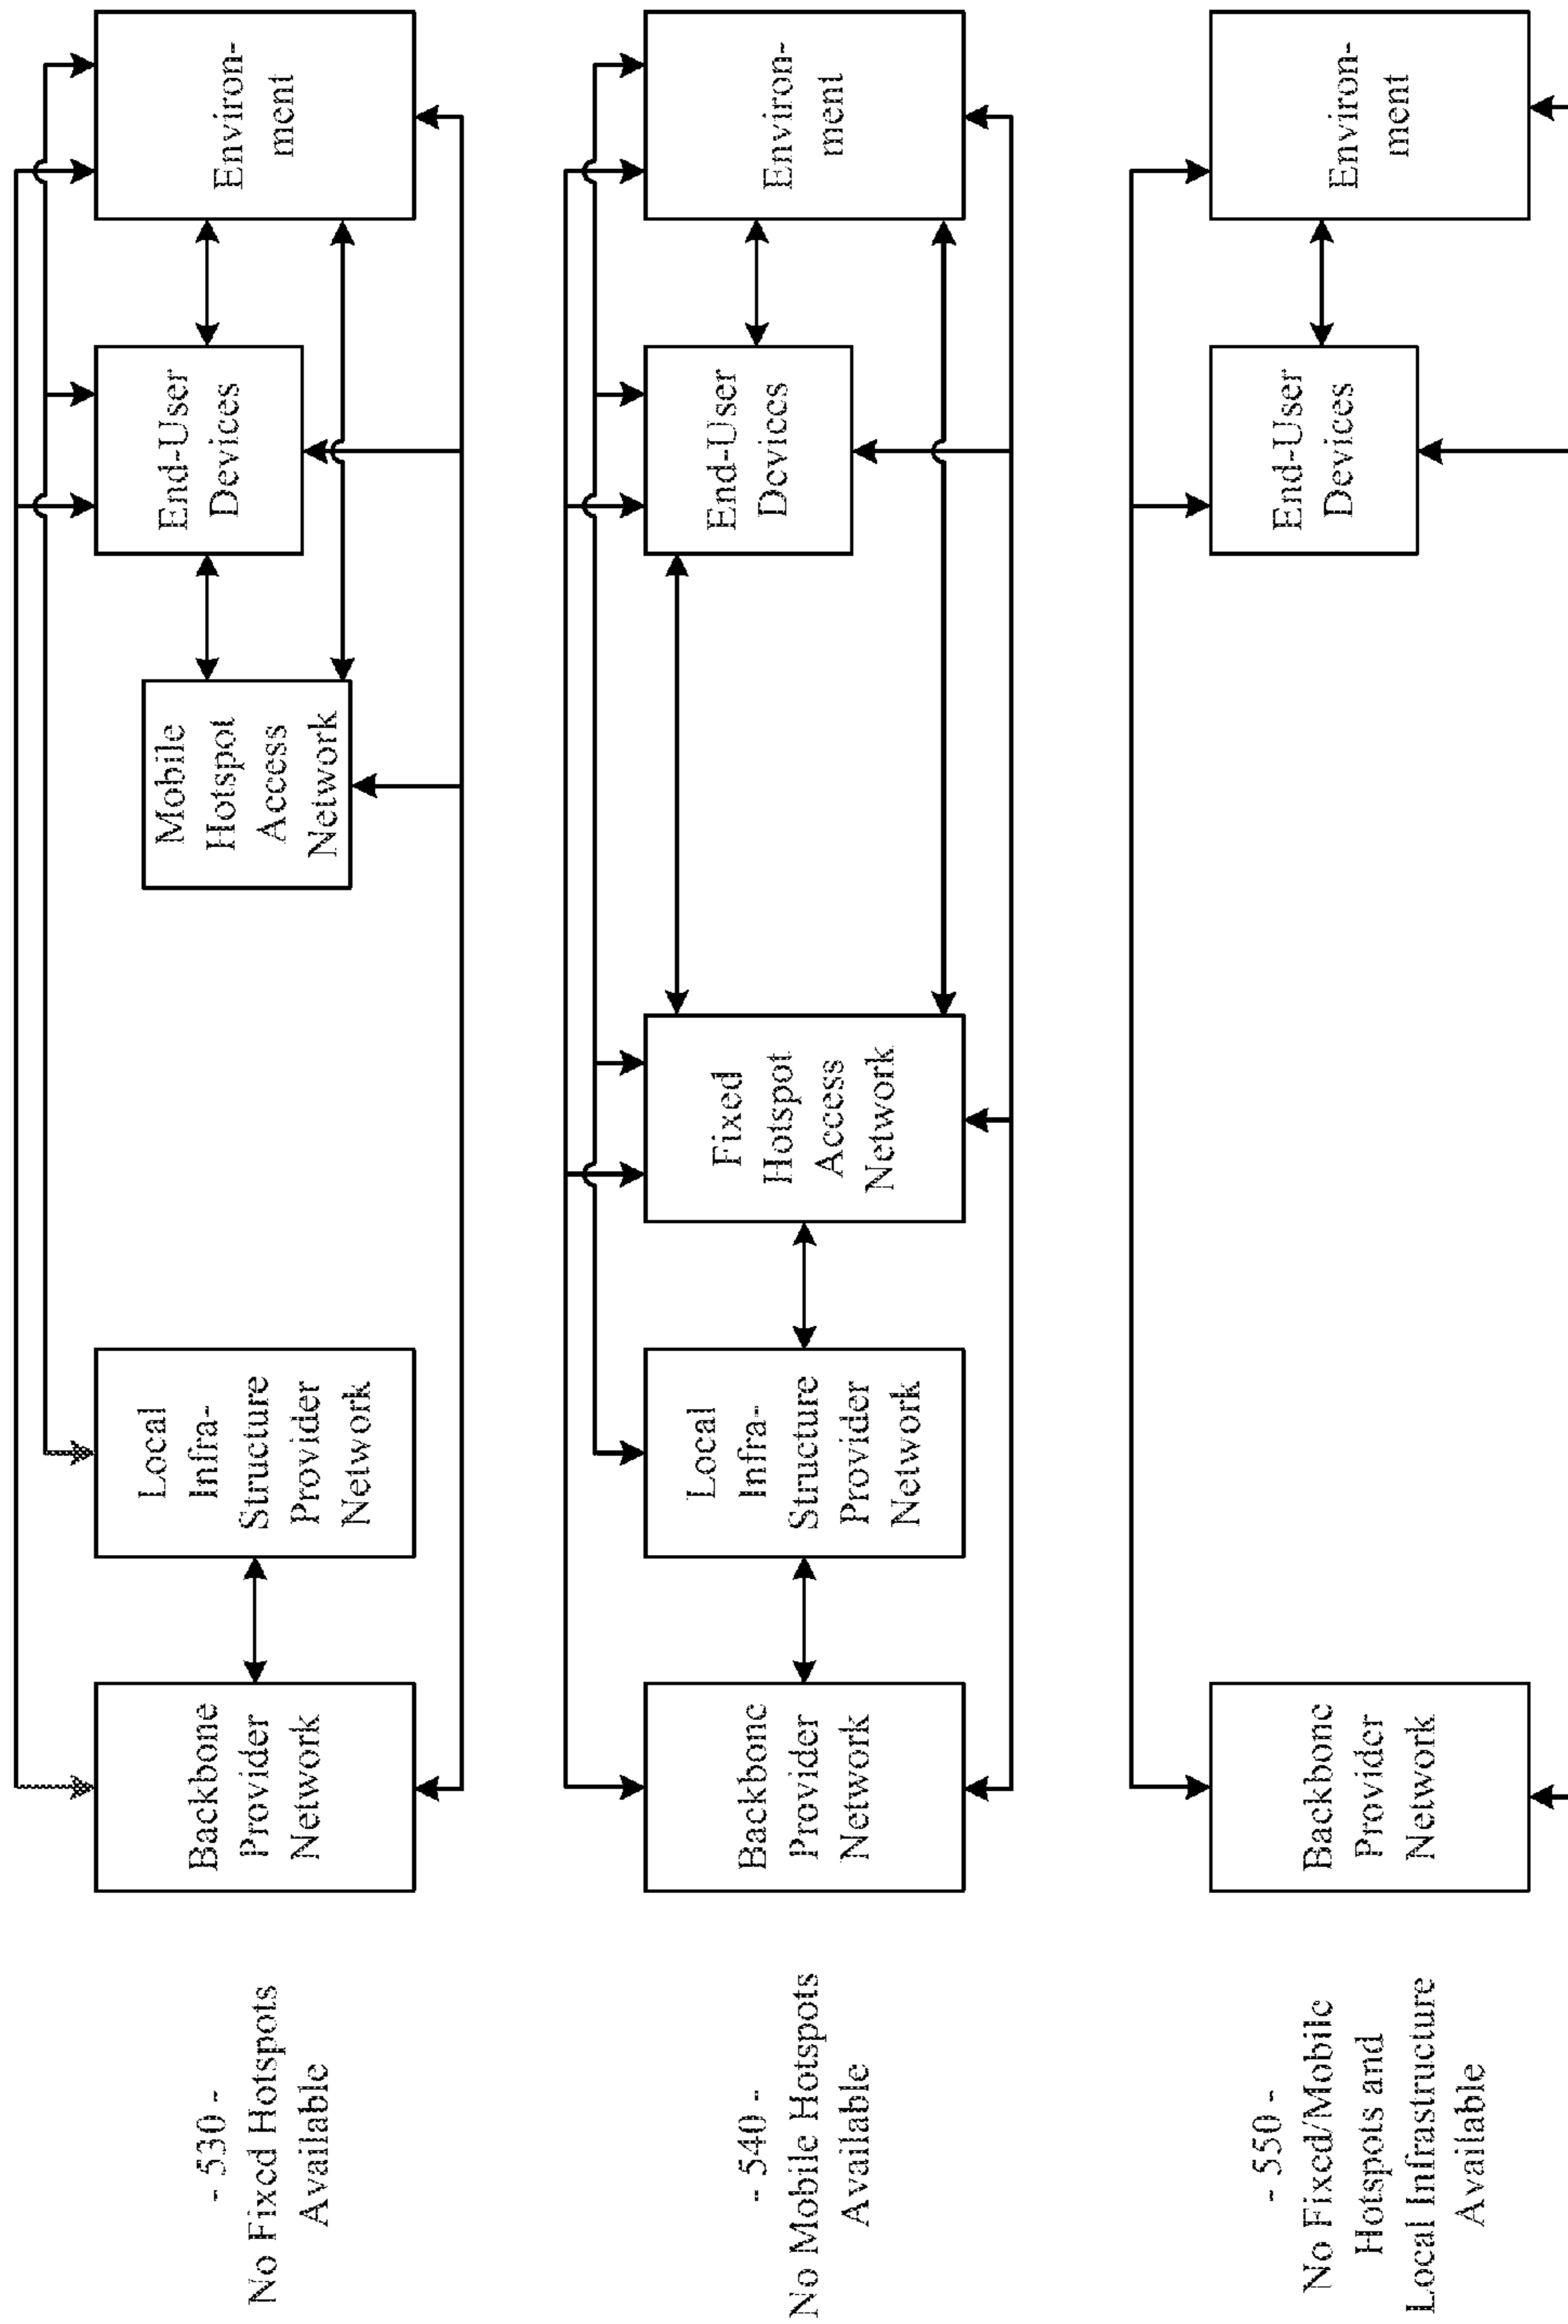 - 530 -
No Fixed Hotspots
Available
Backbone
Provider
Network
Local
Infra-
Structure
Provider
Network
Mobile
Hotspot
Access
Network
End-User
Devices
Environ-
ment
- 540 -
No Mobile Hotspots
Available
Backbone
Provider
Network
Local
Infra-
Structure
Provider
Network
Fixed
Hotspot
Access
Network
End-User
Devices
Environ-
ment
- 550 -
No Fixed/Mobile
Hotspots and
Local Infrastructure
Available
Backbone
Provider
Network
End-User
Devices
Environ-
ment